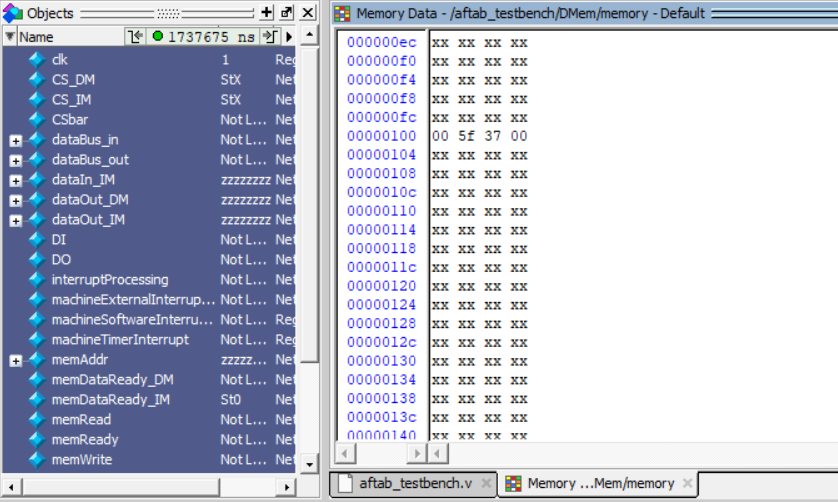 Objects
Memory Data - /aftab_testbench/DMem/memory - Default
Name 1737675 ns
clk 1 Reg
CS_DM StX Net
CS_IM StX Net
CSbar Not L... Net
dataBus_in Not L... Net
dataBus_out Not L... Net
dataIn_IM zzzzzzzz Net
dataOut_DM zzzzzzzz Net
dataOut_IM zzzzzzzz Net
DI Not L... Net
DO Not L... Net
interruptProcessing Not L... Net
machineExternalInterrup... Not L... Net
machineSoftwareInterru... Not L... Reg
machineTimerInterrupt Not L... Reg
memAddr zzzzz... Net
memDataReady_DM Not L... Net
memDataReady_IM St0 Net
memRead Not L... Net
memReady Not L... Net
memWrite Not L... Net
000000ec xx xx xx xx
000000f0 xx xx xx xx
000000f4 xx xx xx xx
000000f8 xx xx xx xx
000000fc xx xx xx xx
00000100 00 5f 37 00
00000104 xx xx xx xx
00000108 xx xx xx xx
0000010c xx xx xx xx
00000110 xx xx xx xx
00000114 xx xx xx xx
00000118 xx xx xx xx
0000011c xx xx xx xx
00000120 xx xx xx xx
00000124 xx xx xx xx
00000128 xx xx xx xx
0000012c xx xx xx xx
00000130 xx xx xx xx
00000134 xx xx xx xx
00000138 xx xx xx xx
0000013c xx xx xx xx
00000140 xx xx xx xx
aftab_testbench.v
Memory ...Mem/memory